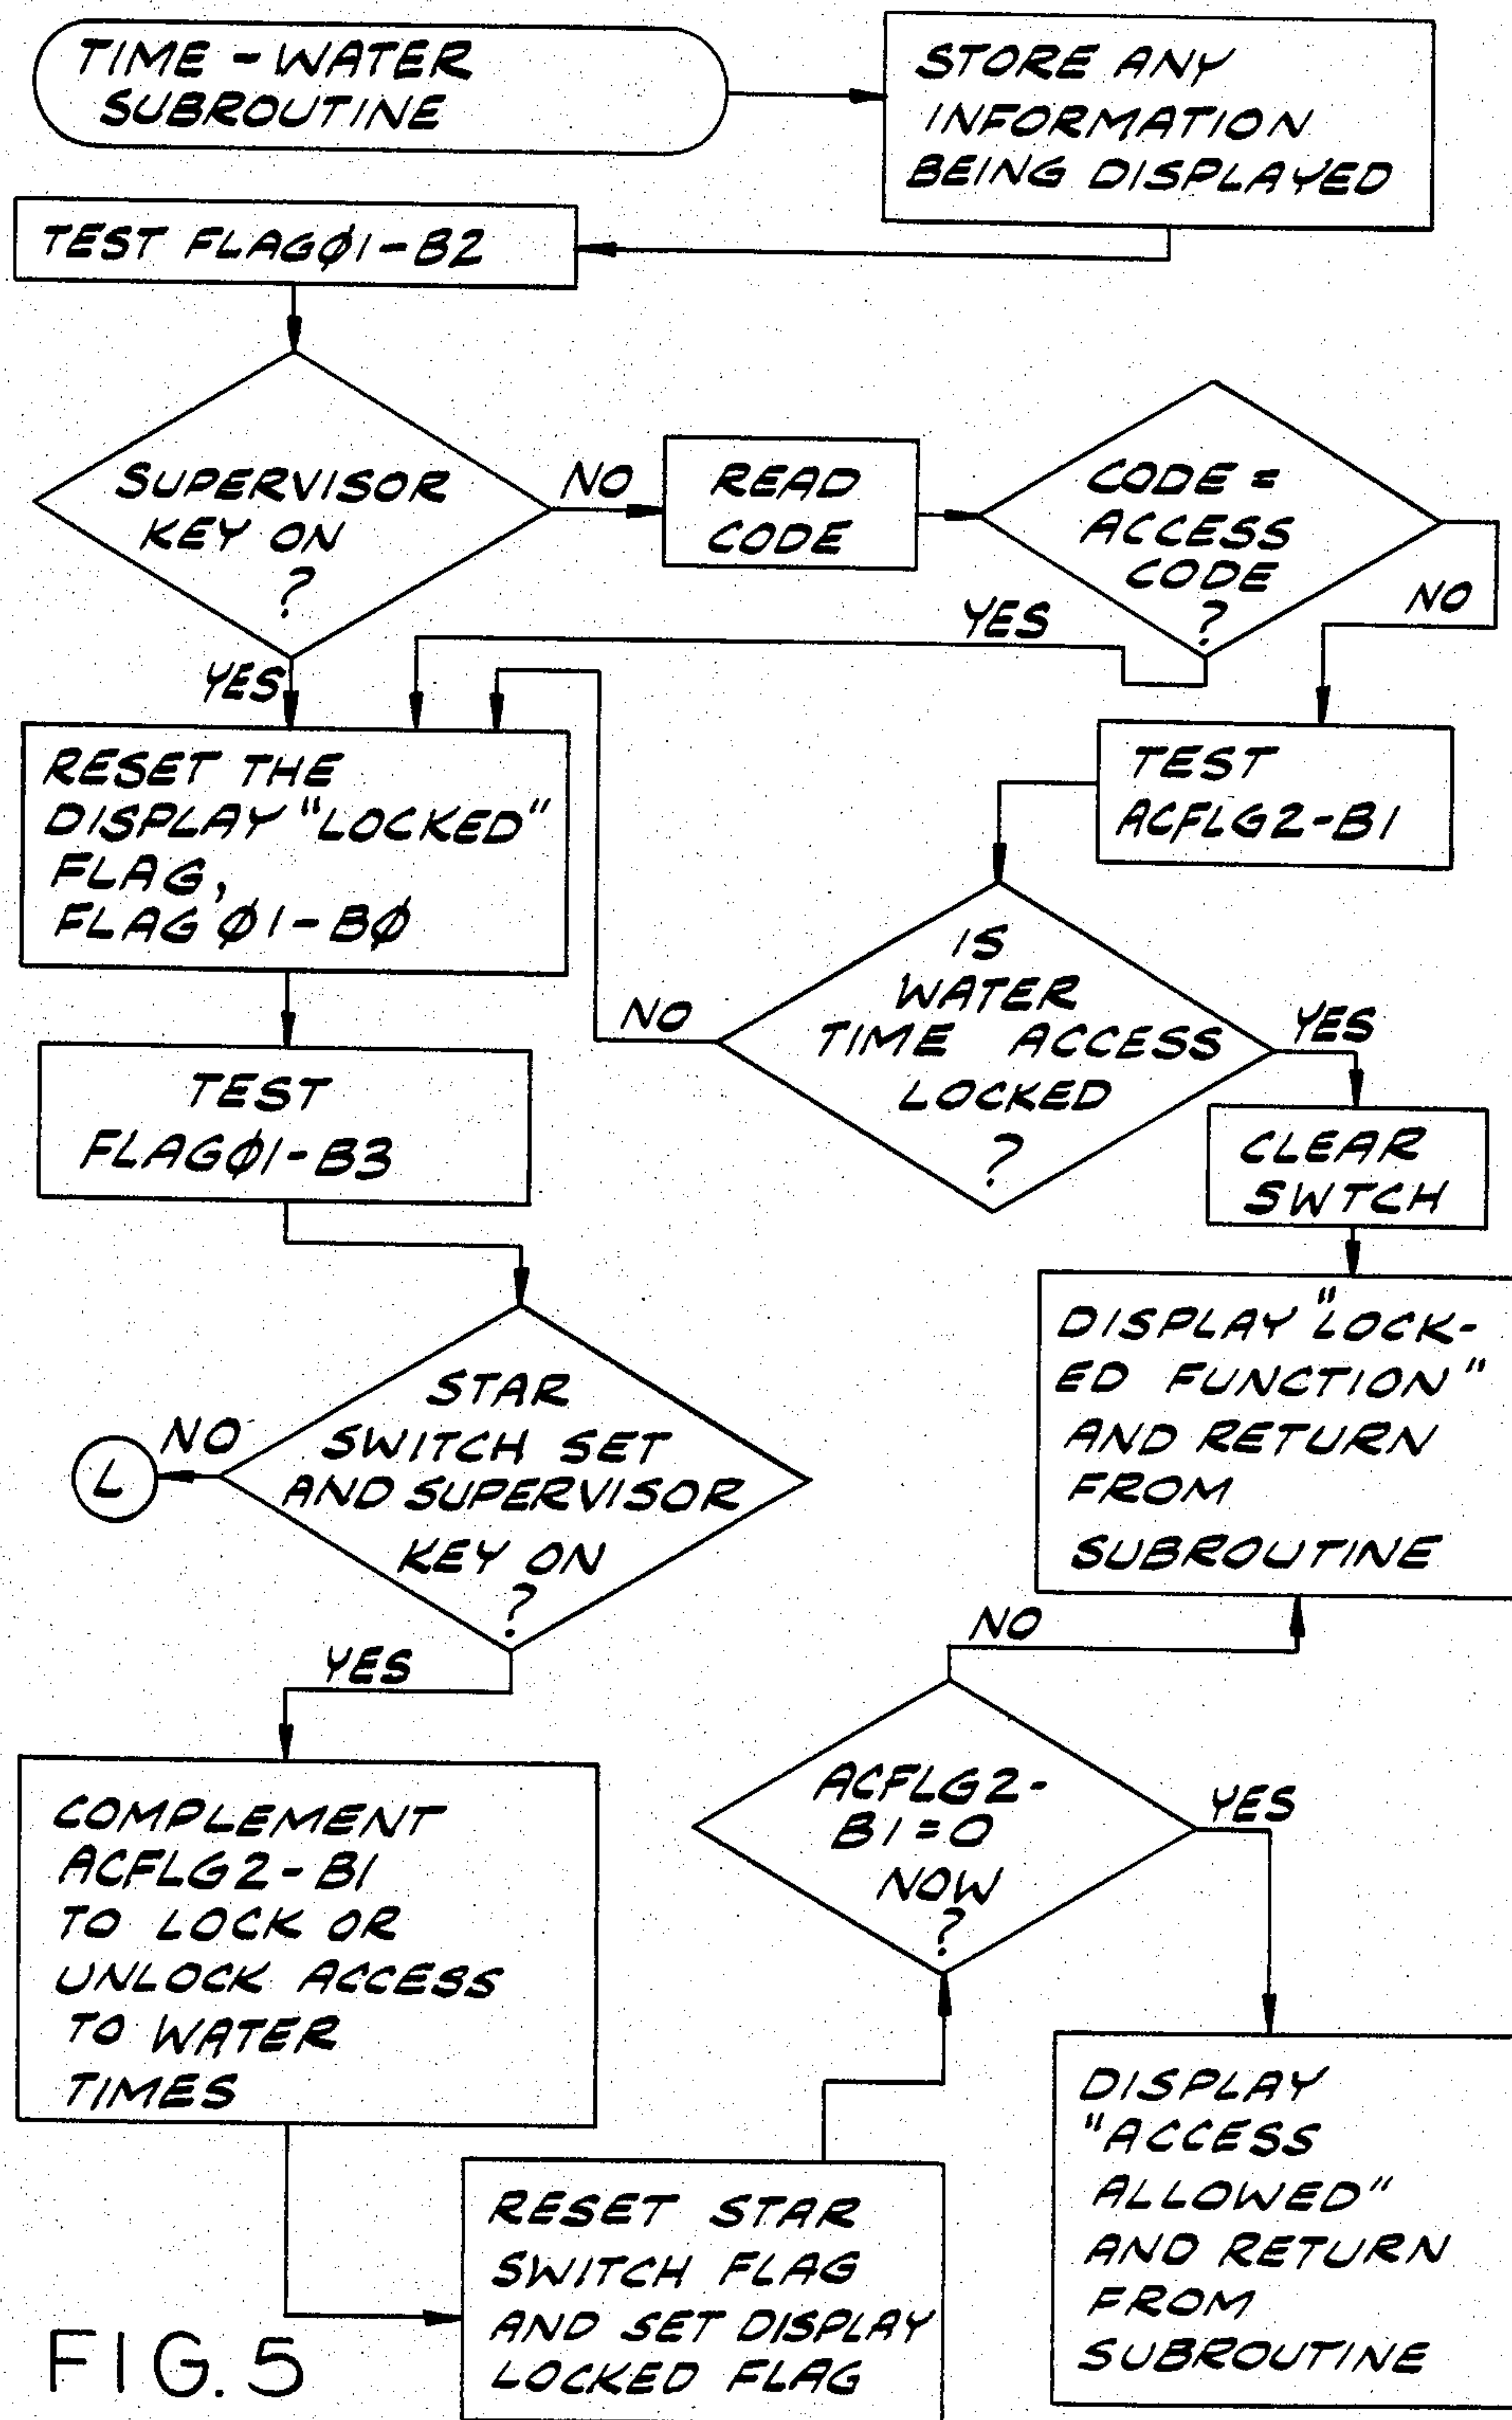 TIME - WATER
SUBROUTINE
STORE ANY
INFORMATION
BEING DISPLAYED
TEST FLAGØ1-B2
SUPERVISOR
KEY ON
?
NO
READ
CODE
CODE =
ACCESS
CODE
?
NO
YES
YES
RESET THE
DISPLAY "LOCKED"
FLAG,
FLAG Ø1-BØ
TEST
ACFLG2-B1
IS
WATER
TIME ACCESS
LOCKED
?
NO
YES
TEST
FLAGØ1-B3
CLEAR
SWTCH
DISPLAY "LOCK-
ED FUNCTION"
AND RETURN
FROM
SUBROUTINE
STAR
SWITCH SET
AND SUPERVISOR
KEY ON
?
NO
L
YES
NO
COMPLEMENT
ACFLG2-B1
TO LOCK OR
UNLOCK ACCESS
TO WATER
TIMES
ACFLG2-
B1=0
NOW
?
YES
RESET STAR
SWITCH FLAG
AND SET DISPLAY
LOCKED FLAG
DISPLAY
"ACCESS
ALLOWED"
AND RETURN
FROM
SUBROUTINE
FIG. 5